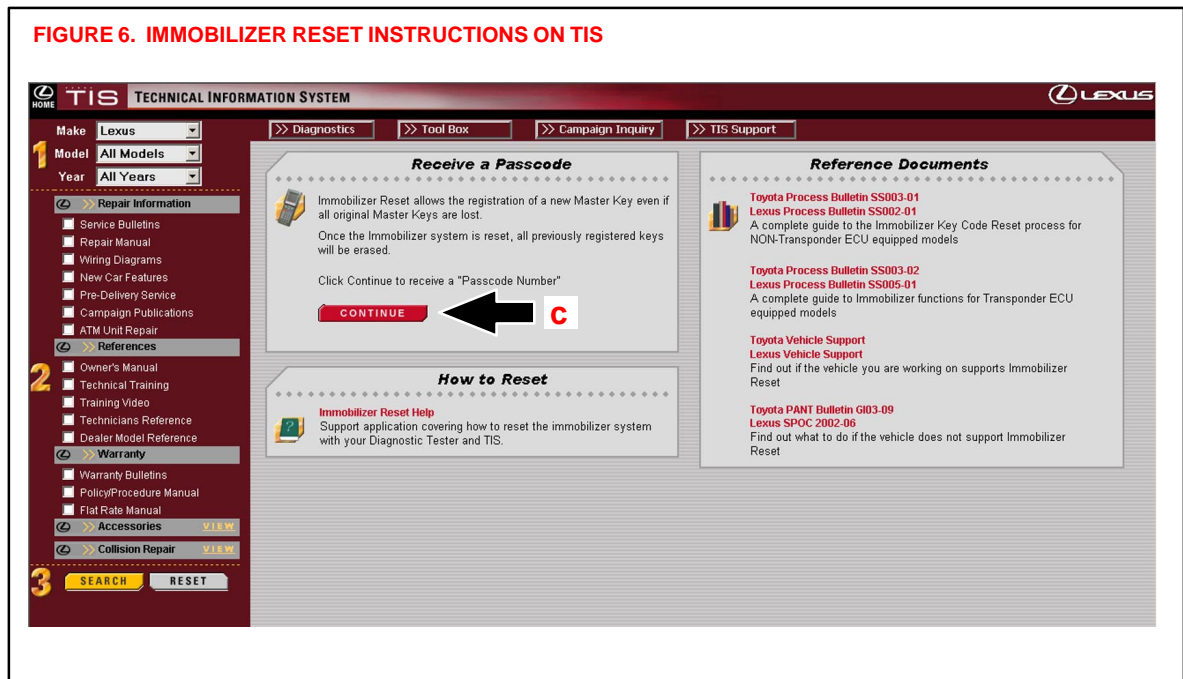 FIGURE 6. IMMOBILIZER RESET INSTRUCTIONS ON TIS
HOME TIS TECHNICAL INFORMATION SYSTEM LEXUS
Make Lexus
1 Model All Models
Year All Years
>> Diagnostics >> Tool Box >> Campaign Inquiry >> TIS Support
>> Repair Information
Service Bulletins
Repair Manual
Wiring Diagrams
New Car Features
Pre-Delivery Service
Campaign Publications
ATM Unit Repair
>> References
2
Owner's Manual
Technical Training
Training Video
Technicians Reference
Dealer Model Reference
>> Warranty
Warranty Bulletins
Policy/Procedure Manual
Flat Rate Manual
>> Accessories VIEW
>> Collision Repair VIEW
3 SEARCH RESET
Receive a Passcode
Immobilizer Reset allows the registration of a new Master Key even if
all original Master Keys are lost.
Once the Immobilizer system is reset, all previously registered keys
will be erased.
Click Continue to receive a "Passcode Number"
CONTINUE C
How to Reset
?
Immobilizer Reset Help
Support application covering how to reset the immobilizer system
with your Diagnostic Tester and TIS.
Reference Documents
Toyota Process Bulletin SS003-01
Lexus Process Bulletin SS002-01
A complete guide to the Immobilizer Key Code Reset process for
NON-Transponder ECU equipped models
Toyota Process Bulletin SS003-02
Lexus Process Bulletin SS005-01
A complete guide to Immobilizer functions for Transponder ECU
equipped models
Toyota Vehicle Support
Lexus Vehicle Support
Find out if the vehicle you are working on supports Immobilizer
Reset
Toyota PANT Bulletin GI03-09
Lexus SPOC 2002-06
Find out what to do if the vehicle does not support Immobilizer
Reset